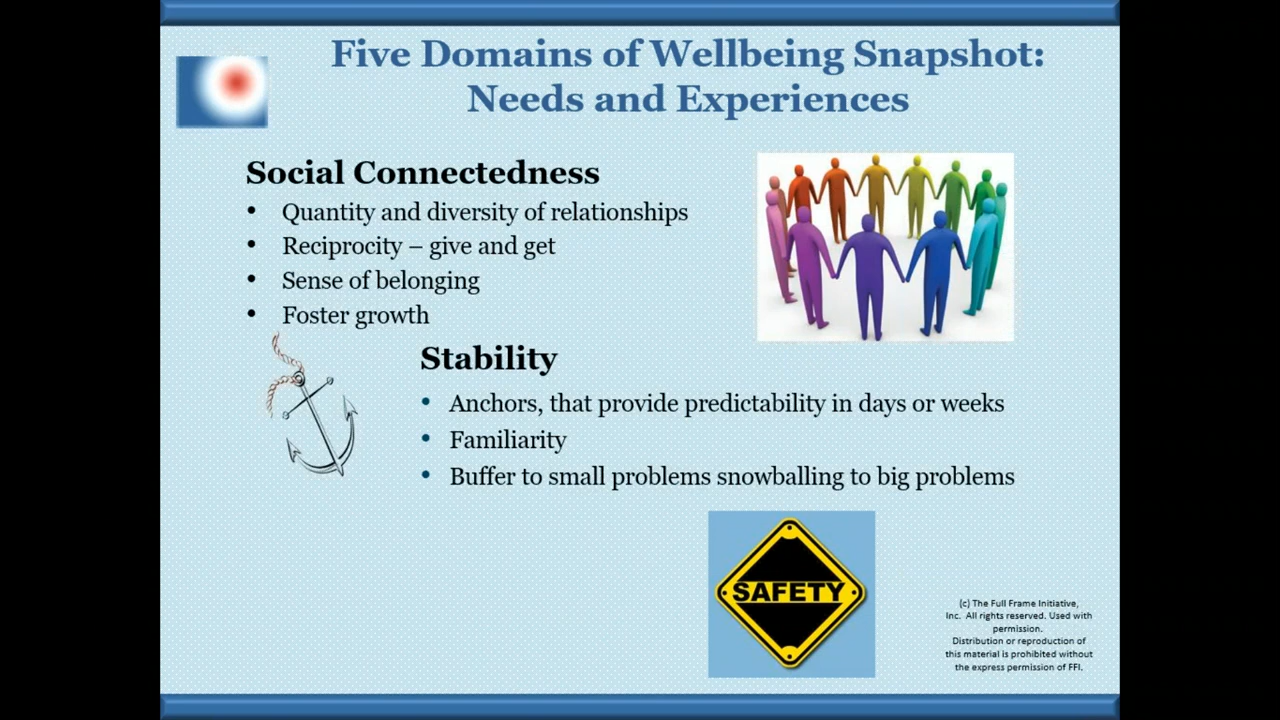 Five Domains of Wellbeing Snapshot:
Needs and Experiences
Social Connectedness
• Quantity and diversity of relationships
• Reciprocity – give and get
• Sense of belonging
• Foster growth
Stability
• Anchors, that provide predictability in days or weeks
• Familiarity
• Buffer to small problems snowballing to big problems
SAFETY
(c) The Full Frame Initiative,
Inc. All rights reserved. Used with
permission.
Distribution or reproduction of
this material is prohibited without
the express permission of FFI.